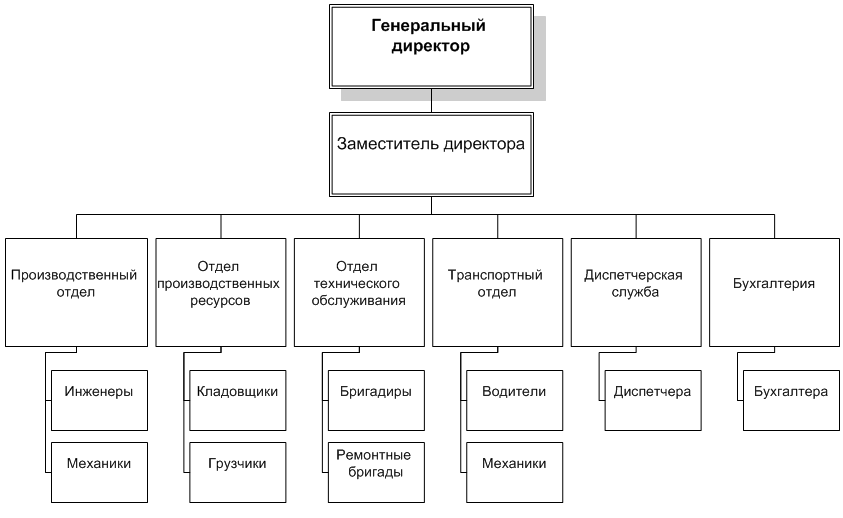 Генеральный
директор
Заместитель директора
Производственный
отдел
Отдел
производственных
ресурсов
Отдел
технического
обслуживания
Транспортный
отдел
Диспетчерская
служба
Бухгалтерия
Инженеры
Кладовщики
Бригадиры
Водители
Диспетчера
Бухгалтера
Механики
Грузчики
Ремонтные
бригады
Механики